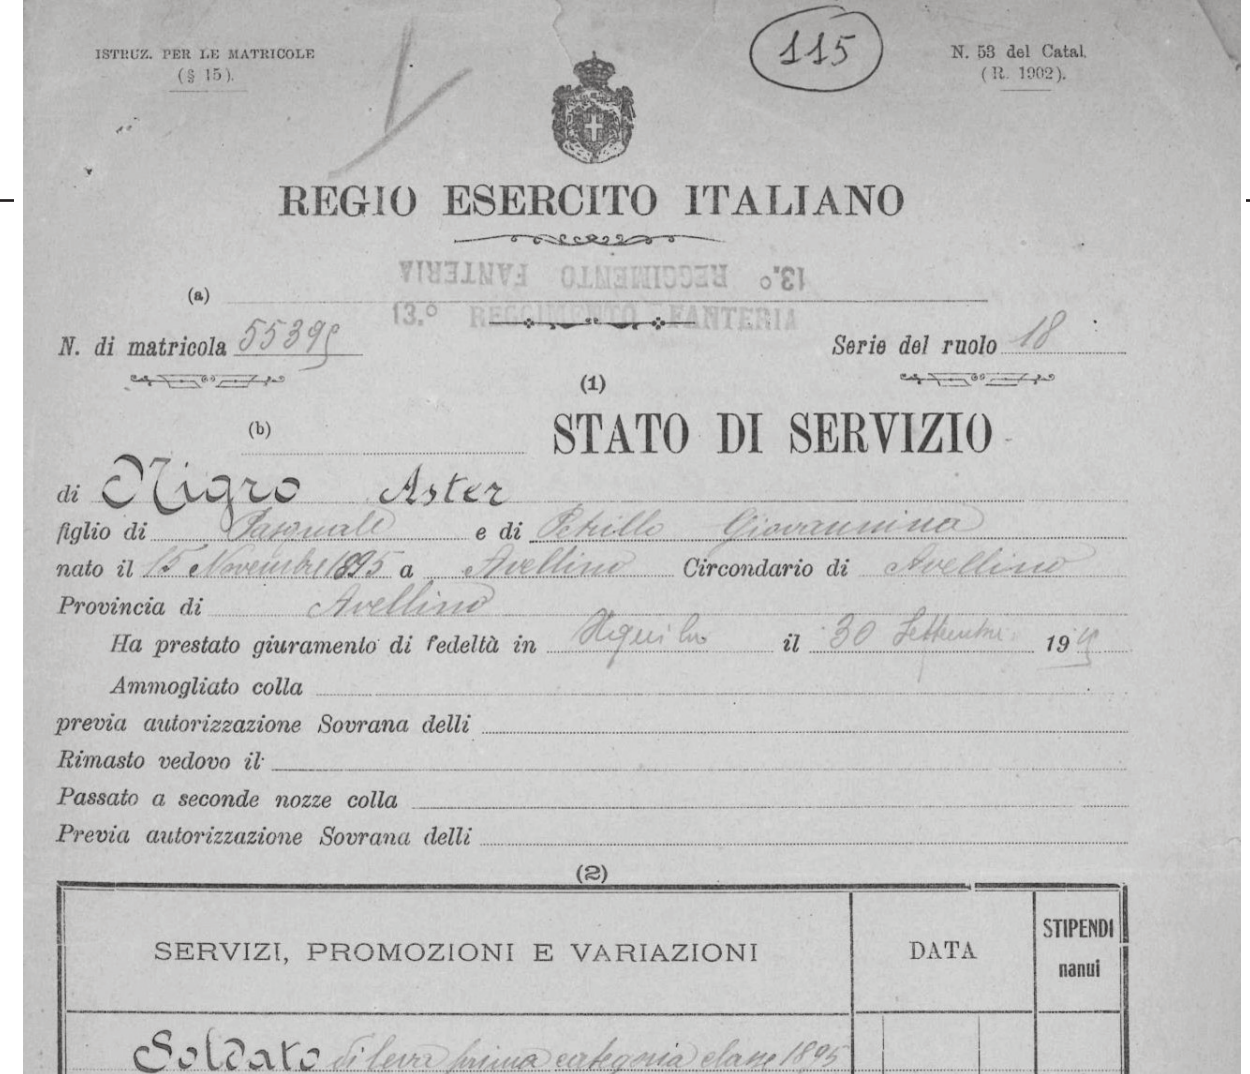 ISTRUZ. PER LE MATRICOLE
(§ 15).
115
N. 53 del Catal.
(R. 1902).
REGIO ESERCITO ITALIANO
13.° REGGIMENTO FANTERIA
(a)
13.° REGGIMENTO FANTERIA
N. di matricola 55395
Serie del ruolo 18
(1)
(b)
STATO DI SERVIZIO
di Nigro Aster
figlio di Pasquale e di Petrillo Giovannina
nato il 15 Novembre 1895 a Avellino Circondario di Avellino
Provincia di Avellino
Ha prestato giuramento di fedeltà in Aquila il 30 Settembre 19
Ammogliato colla
previa autorizzazione Sovrana delli
Rimasto vedovo il
Passato a seconde nozze colla
Previa autorizzazione Sovrana delli
(2)
SERVIZI, PROMOZIONI E VARIAZIONI
DATA
STIPENDI
nanui
Soldato di leva prima categoria classe 1895